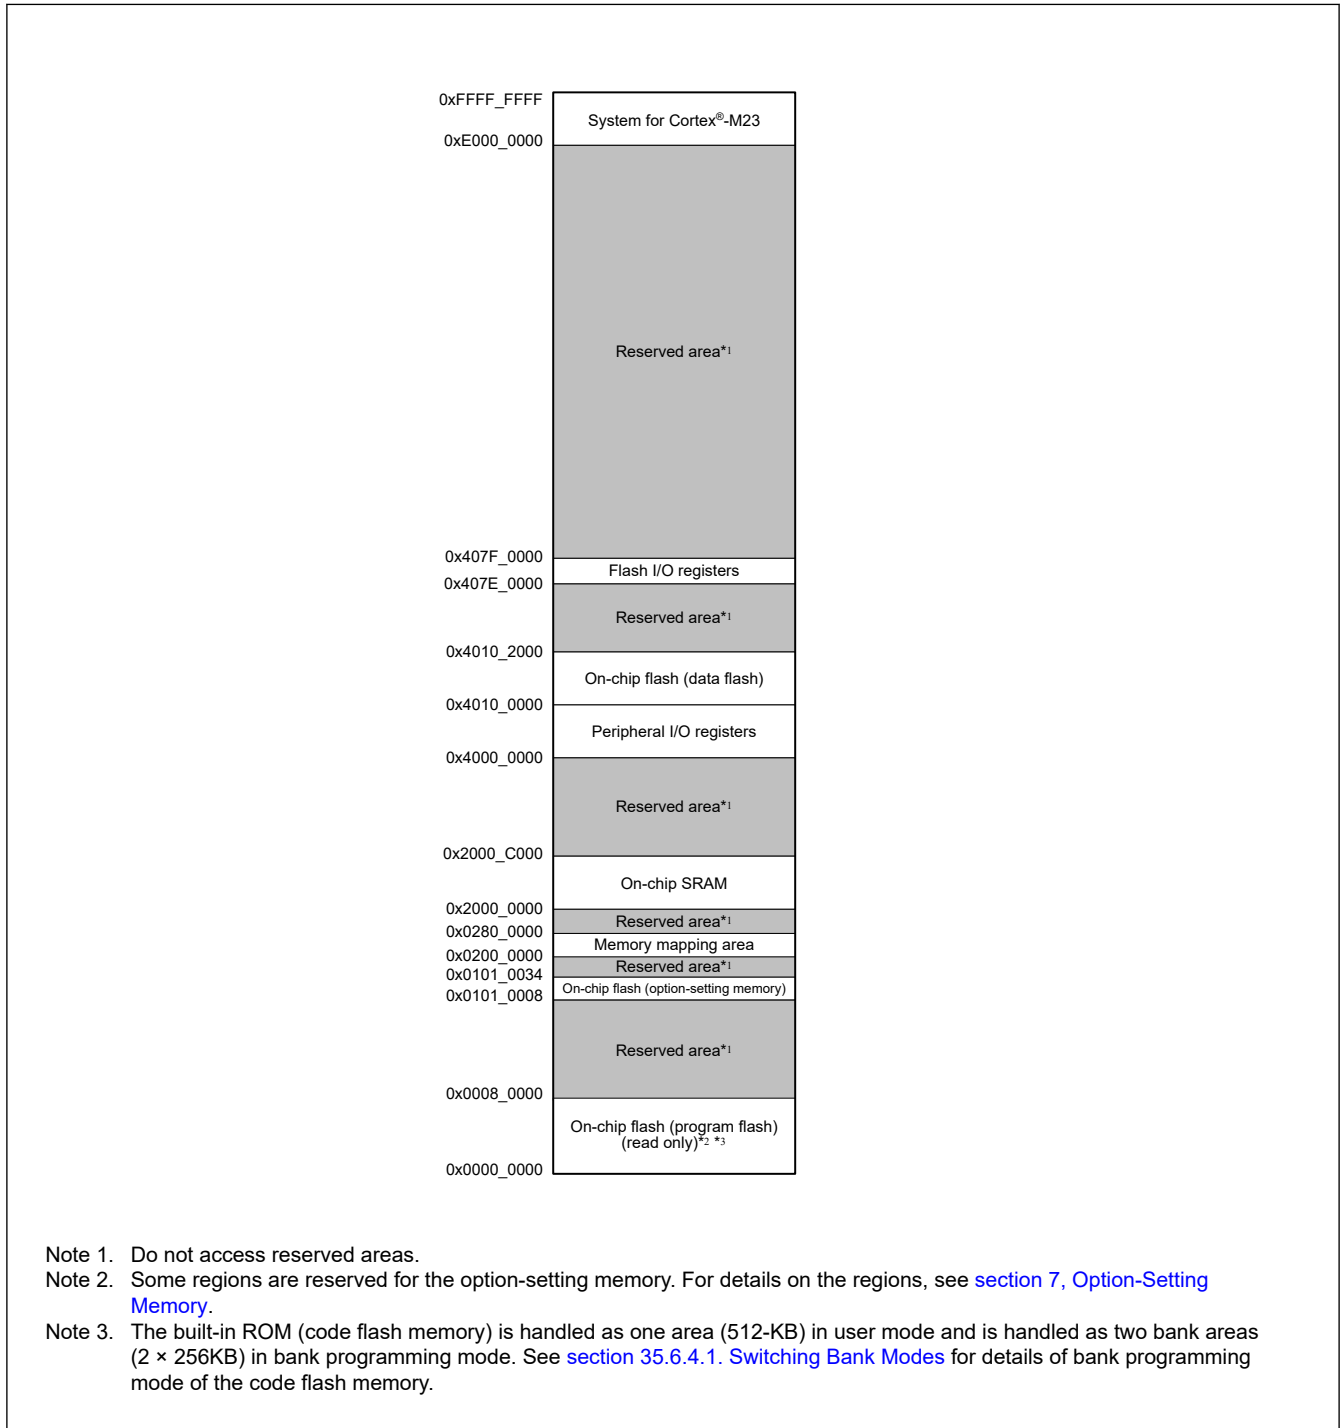 0xFFFF_FFFF
System for Cortex®-M23
0xE000_0000
Reserved area*1
0x407F_0000
Flash I/O registers
0x407E_0000
Reserved area*1
0x4010_2000
On-chip flash (data flash)
0x4010_0000
Peripheral I/O registers
0x4000_0000
Reserved area*1
0x2000_C000
On-chip SRAM
0x2000_0000
Reserved area*1
0x0280_0000
Memory mapping area
0x0200_0000
Reserved area*1
0x0101_0034
On-chip flash (option-setting memory)
0x0101_0008
Reserved area*1
0x0008_0000
On-chip flash (program flash)
(read only)*2 *3
0x0000_0000
Note 1. Do not access reserved areas.
Note 2. Some regions are reserved for the option-setting memory. For details on the regions, see section 7, Option-Setting
Memory.
Note 3. The built-in ROM (code flash memory) is handled as one area (512-KB) in user mode and is handled as two bank areas
(2 × 256KB) in bank programming mode. See section 35.6.4.1. Switching Bank Modes for details of bank programming
mode of the code flash memory.